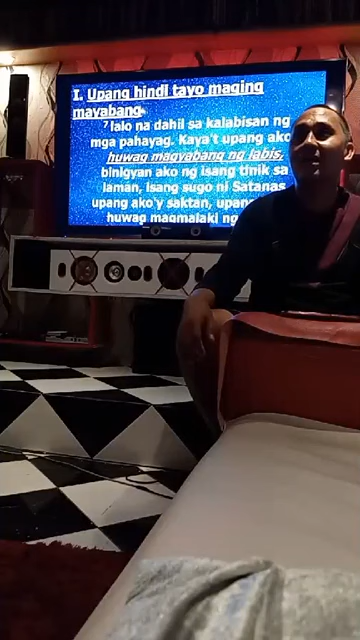 I. Upang hindi tayo maging
mayabang.
7 lalo na dahil sa kalabisan ng
mga pahayag. Kaya't upang ako
huwag magyabang ng labis,
binigyan ako ng isang tinik sa
laman, isang sugo ni Satanas
upang ako'y saktan, upang
huwag magmalaki ng